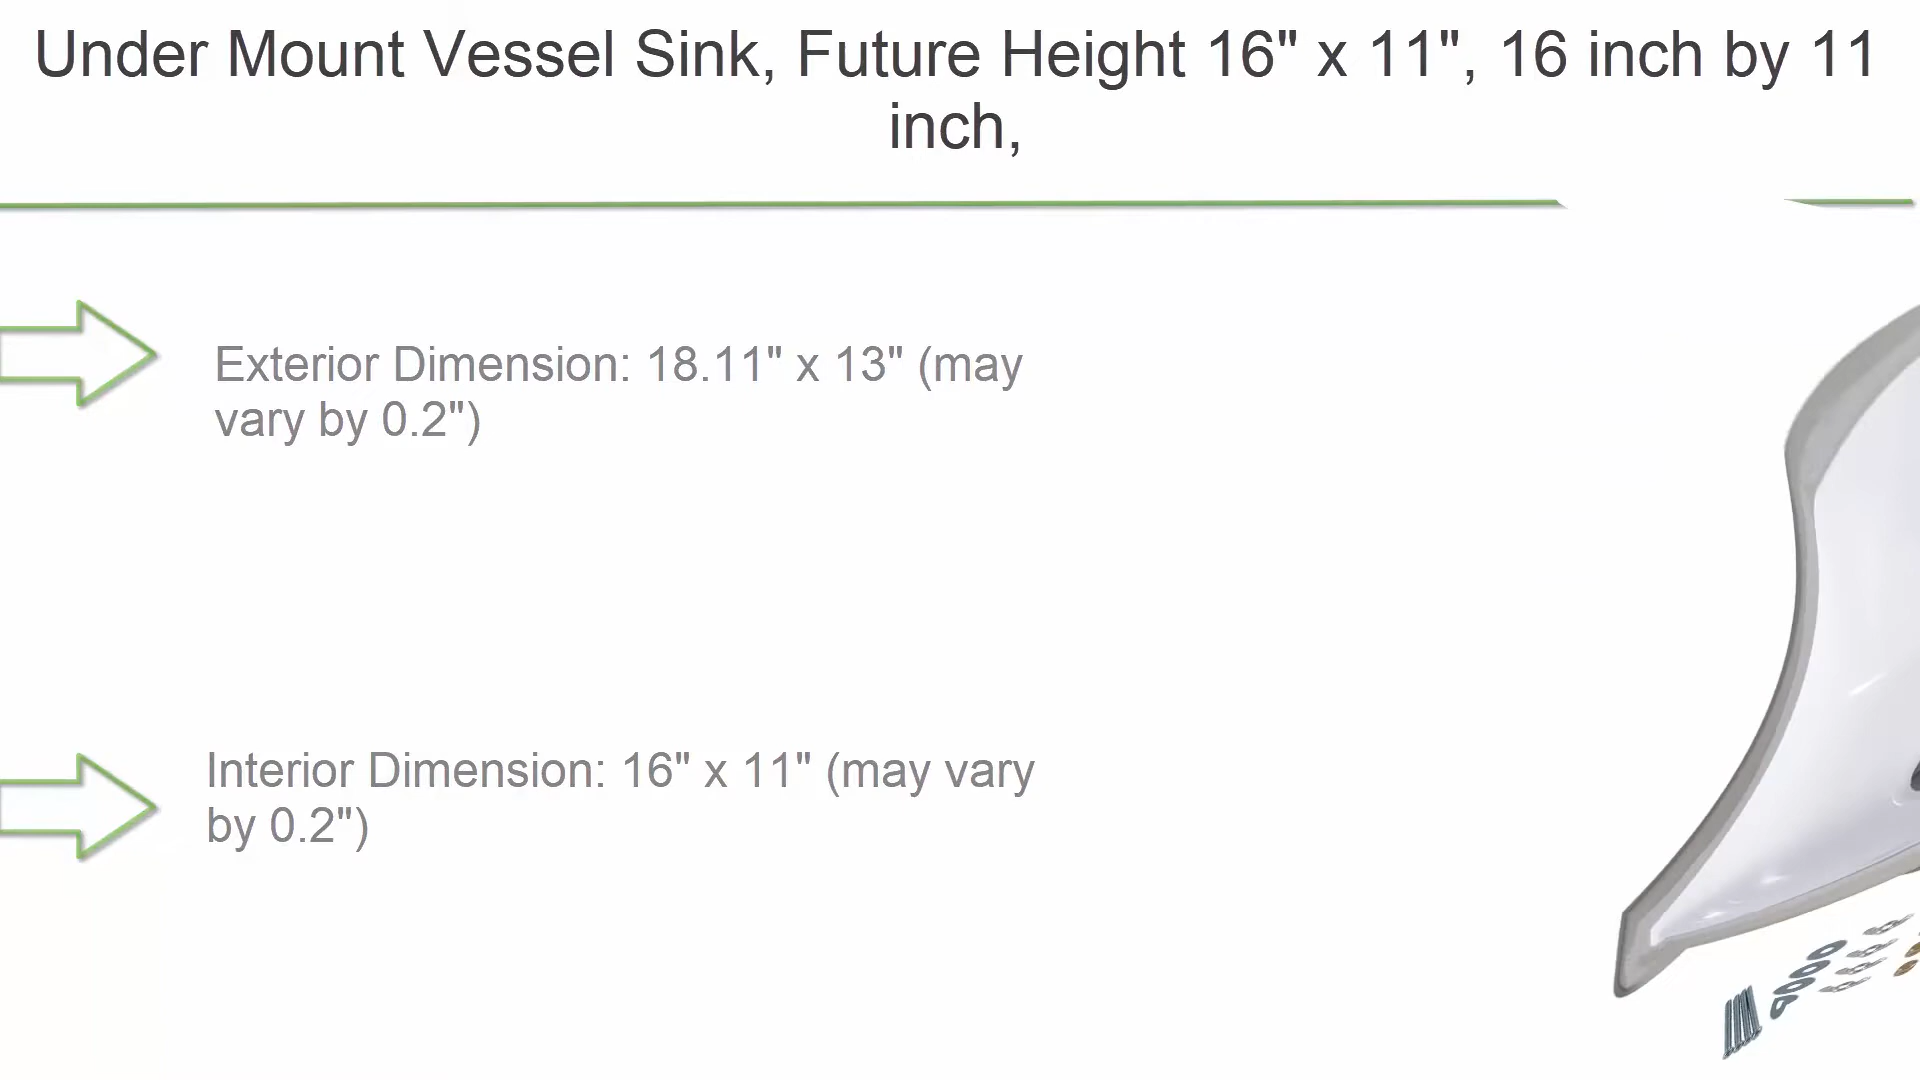 Under Mount Vessel Sink, Future Height 16" x 11", 16 inch by 11
inch,
Exterior Dimension: 18.11" x 13" (may
vary by 0.2")
Interior Dimension: 16" x 11" (may vary
by 0.2")